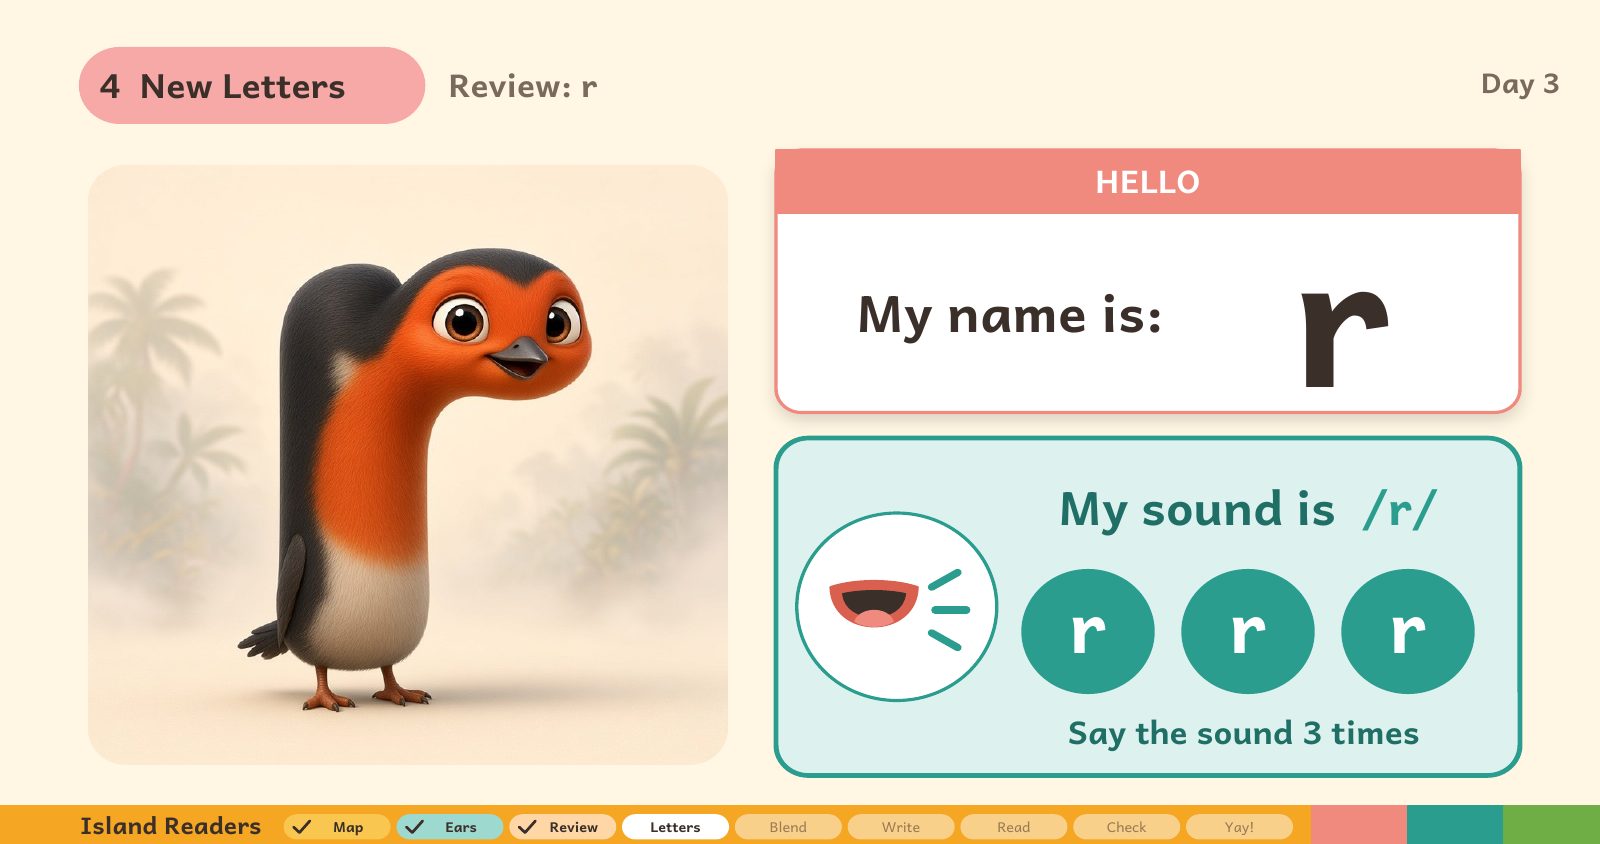 4 New Letters
Review: r
Day 3
HELLO
My name is: r
My sound is /r/
r r r
Say the sound 3 times
Island Readers Map Ears Review Letters Blend Write Read Check Yay!